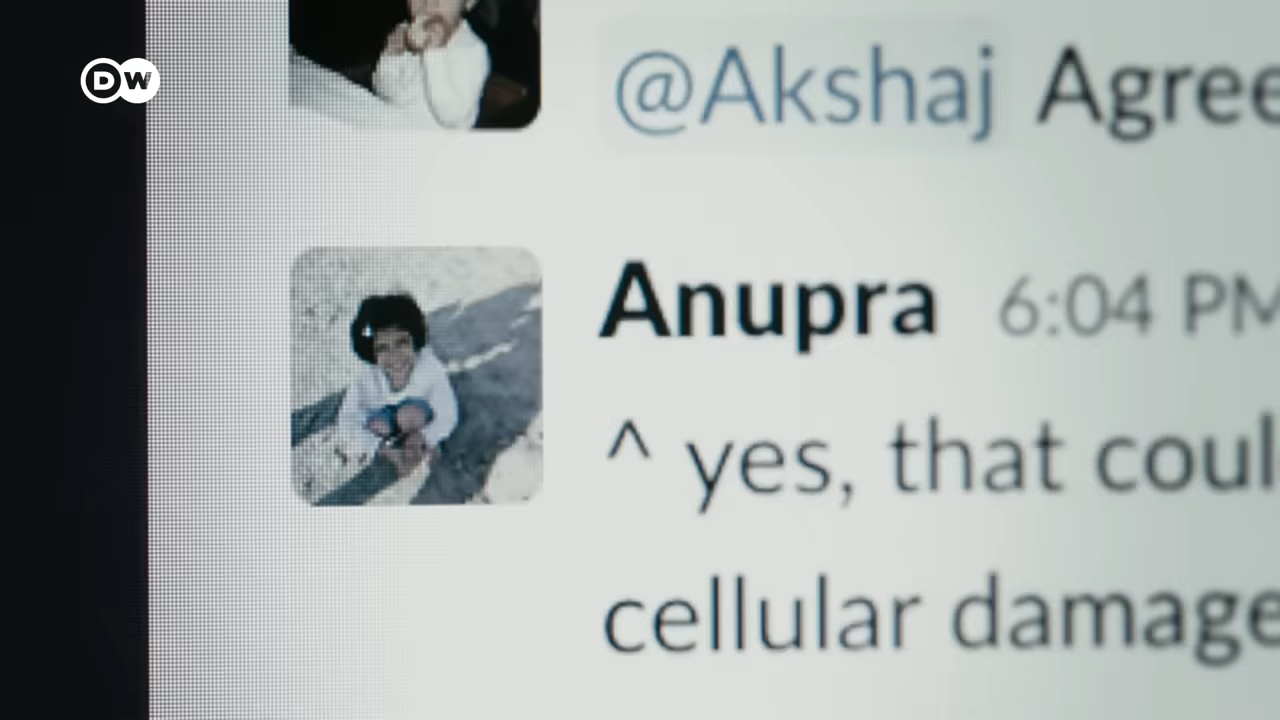 DW
@Akshaj Agree
Anupra 6:04 PM
^ yes, that coul
cellular damage